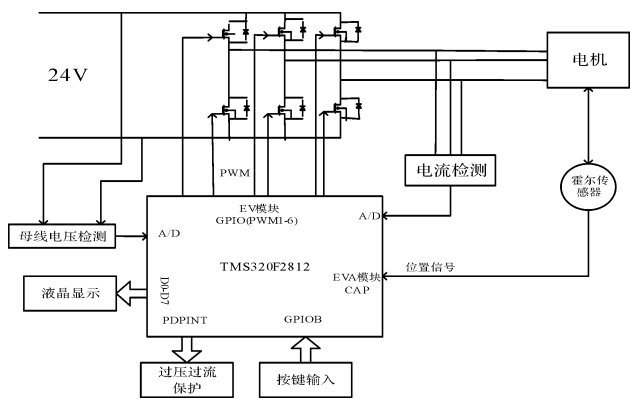 24V
电机
PWM
电流检测
霍尔传
感器
母线电压检测
EV模块
GPIO(PWM1-6)
A/D
A/D
TMS320F2812
位置信号
EVA模块
CAP
液晶显示
D0-D7
PDPINT
GPIOB
过压过流
保护
按键输入